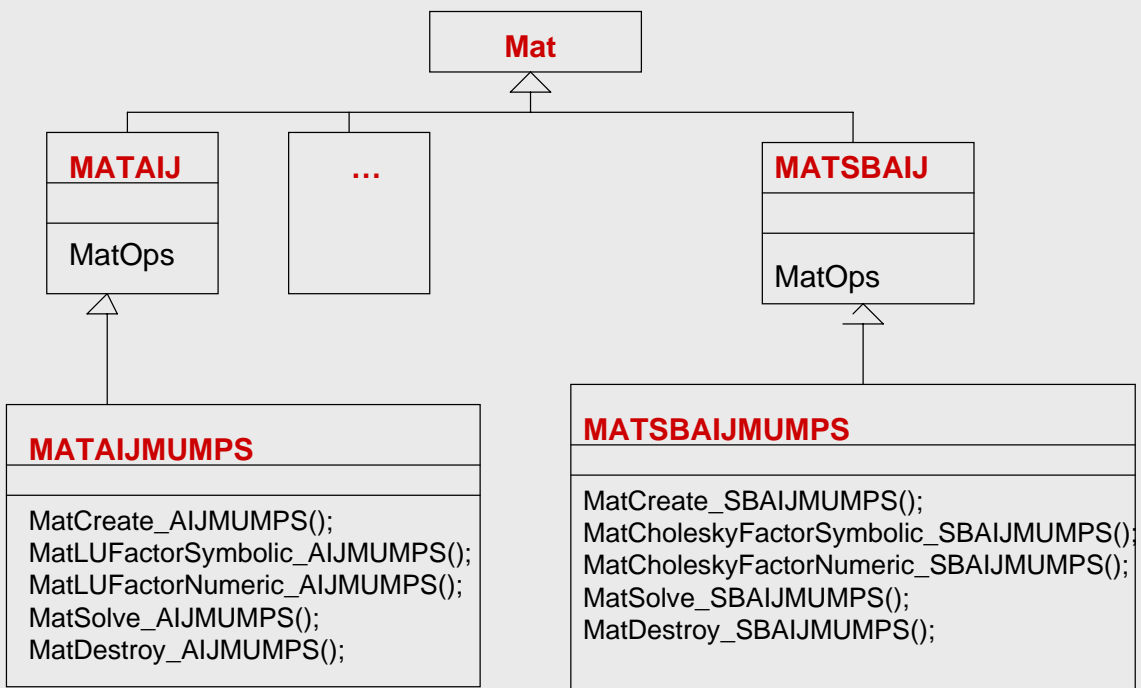 Mat
MATAIJ
MatOps
…
MATSBAIJ
MatOps
MATAIJMUMPS
MatCreate_AIJMUMPS();
MatLUFactorSymbolic_AIJMUMPS();
MatLUFactorNumeric_AIJMUMPS();
MatSolve_AIJMUMPS();
MatDestroy_AIJMUMPS();
MATSBAIJMUMPS
MatCreate_SBAIJMUMPS();
MatCholeskyFactorSymbolic_SBAIJMUMPS();
MatCholeskyFactorNumeric_SBAIJMUMPS();
MatSolve_SBAIJMUMPS();
MatDestroy_SBAIJMUMPS();